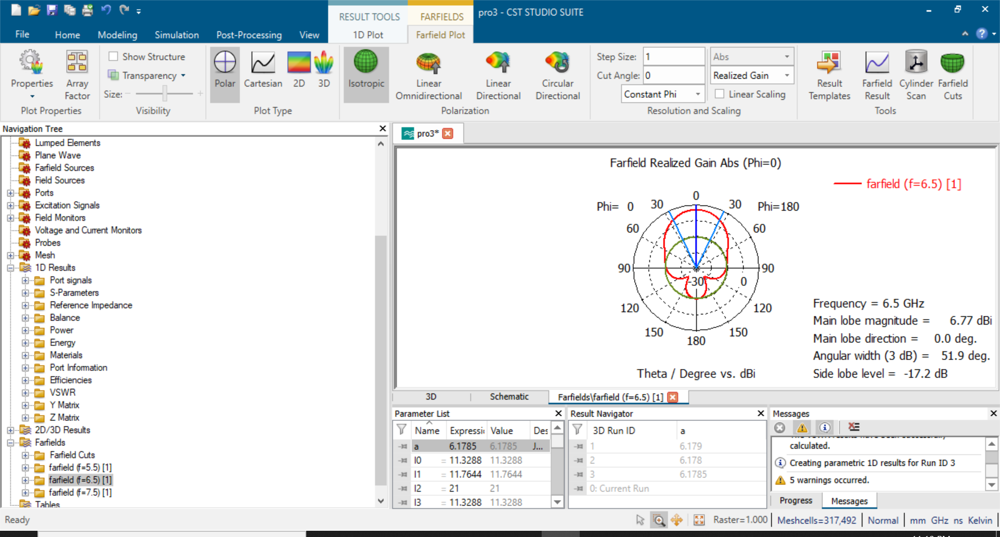 RESULT TOOLS
FARFIELDS
pro3 - CST STUDIO SUITE
File
Home
Modeling
Simulation
Post-Processing
View
1D Plot
Farfield Plot
?
Properties
Array
Factor
Plot Properties
Show Structure
Transparency
Size:
Visibility
Polar
Cartesian
2D
3D
Plot Type
Isotropic
Linear
Omnidirectional
Linear
Directional
Circular
Directional
Polarization
Step Size: 1
Abs
Cut Angle: 0
Realized Gain
Constant Phi
Linear Scaling
Resolution and Scaling
Result
Templates
Farfield
Result
Cylinder
Scan
Farfield
Cuts
Tools
Navigation Tree
Lumped Elements
Plane Wave
Farfield Sources
Field Sources
Ports
Excitation Signals
Field Monitors
Voltage and Current Monitors
Probes
Mesh
1D Results
Port signals
S-Parameters
Reference Impedance
Balance
Power
Energy
Materials
Port Information
Efficiencies
VSWR
Y Matrix
Z Matrix
2D/3D Results
Farfields
Farfield Cuts
farfield (f=5.5) [1]
farfield (f=6.5) [1]
farfield (f=7.5) [1]
Tables
pro3*
Farfield Realized Gain Abs (Phi=0)
farfield (f=6.5) [1]
0
Phi= 0 30 30 Phi=180
60 60
90 90
-30 0
120 120
150 150
180
Theta / Degree vs. dBi
Frequency = 6.5 GHz
Main lobe magnitude = 6.77 dBi
Main lobe direction = 0.0 deg.
Angular width (3 dB) = 51.9 deg.
Side lobe level = -17.2 dB
3D
Schematic
Farfields\farfield (f=6.5) [1]
Parameter List
Name Expressi Value Des
a 6.1785 6.1785 J...
l0 = 11.3288 11.3288
l1 = 11.7644 11.7644
l2 = 21 21
l3 = 11.3288 11.3288
Result Navigator
3D Run ID a
1 6.179
2 6.178
3 6.1785
0: Current Run
Messages
calculated.
Creating parametric 1D results for Run ID 3
5 warnings occurred.
Progress
Messages
Ready
Raster=1.000
Meshcells=317,492
Normal
mm GHz ns Kelvin